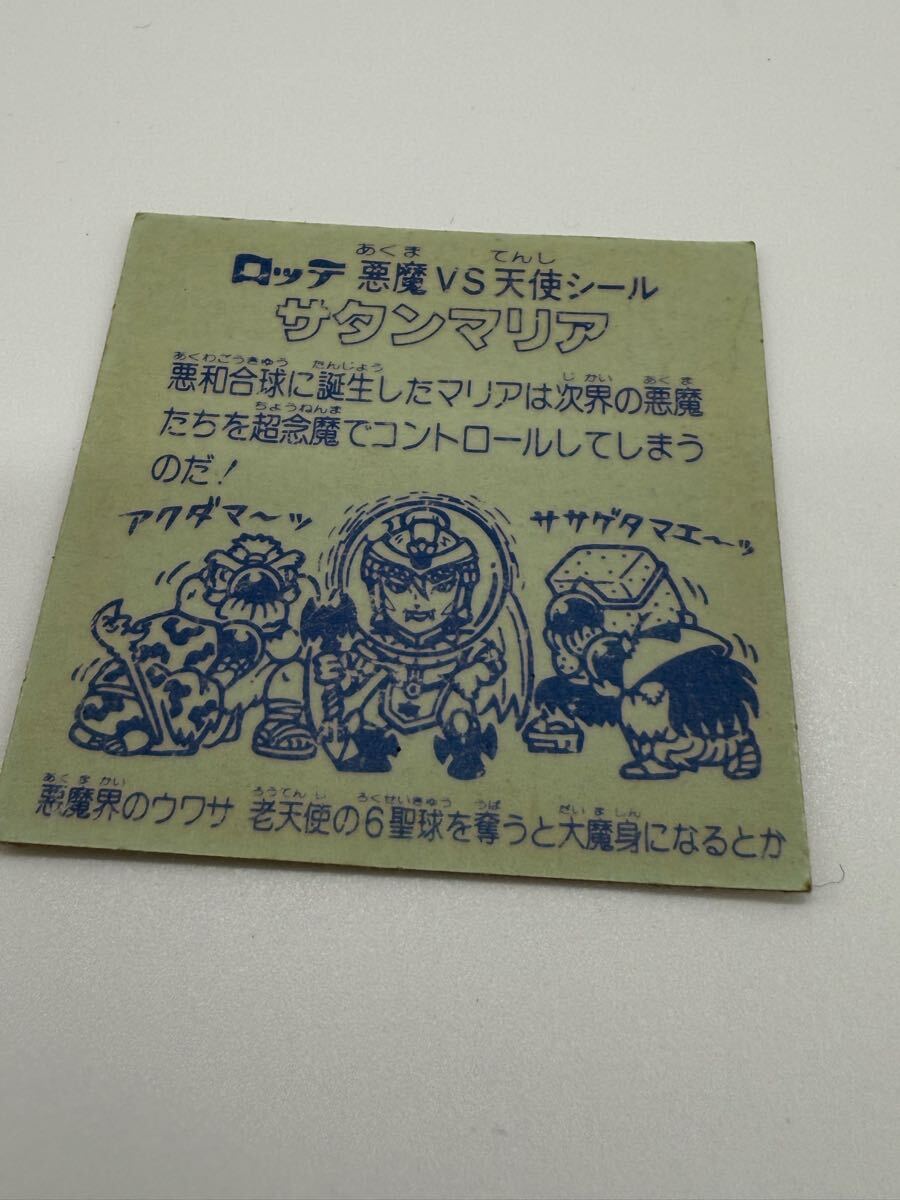 ロッテ 悪魔VS天使シール
あくま てんし
サタンマリア
あくわごうきゅう たんじょう じかい あくま
悪和合球に誕生したマリアは次界の悪魔
ちょうねんま
たちを超念魔でコントロールしてしまう
のだ!
アクダマ〜ッ ササゲタマエ〜ッ
あくまかい ろうてんし ろくせいきゅう うば だいましん
悪魔界のウワサ 老天使の6聖球を奪うと大魔身になるとか